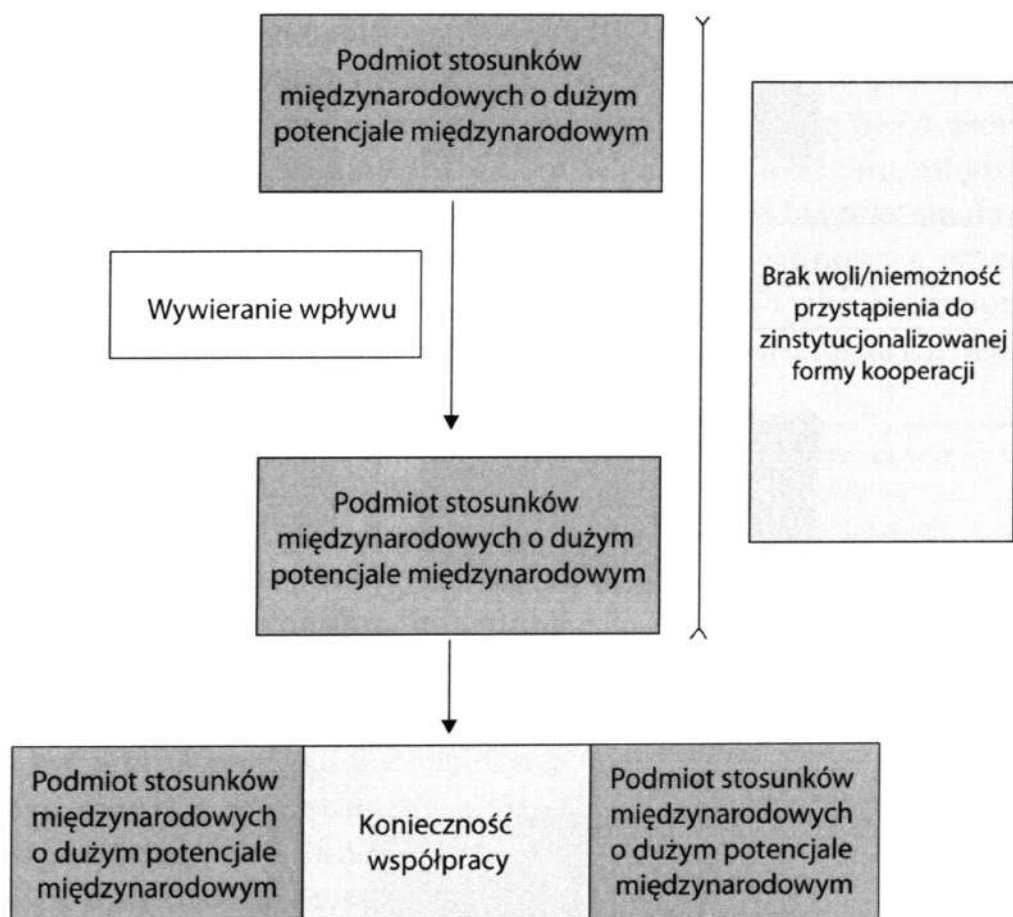 Podmiot stosunków
międzynarodowych o dużym
potencjale międzynarodowym
Wywieranie wpływu
Brak woli/niemożność
przystąpienia do
zinstytucjonalizowanej
formy kooperacji
Podmiot stosunków
międzynarodowych o dużym
potencjale międzynarodowym
Podmiot stosunków
międzynarodowych
o dużym potencjale
międzynarodowym
Konieczność
współpracy
Podmiot stosunków
międzynarodowych
o dużym potencjale
międzynarodowym